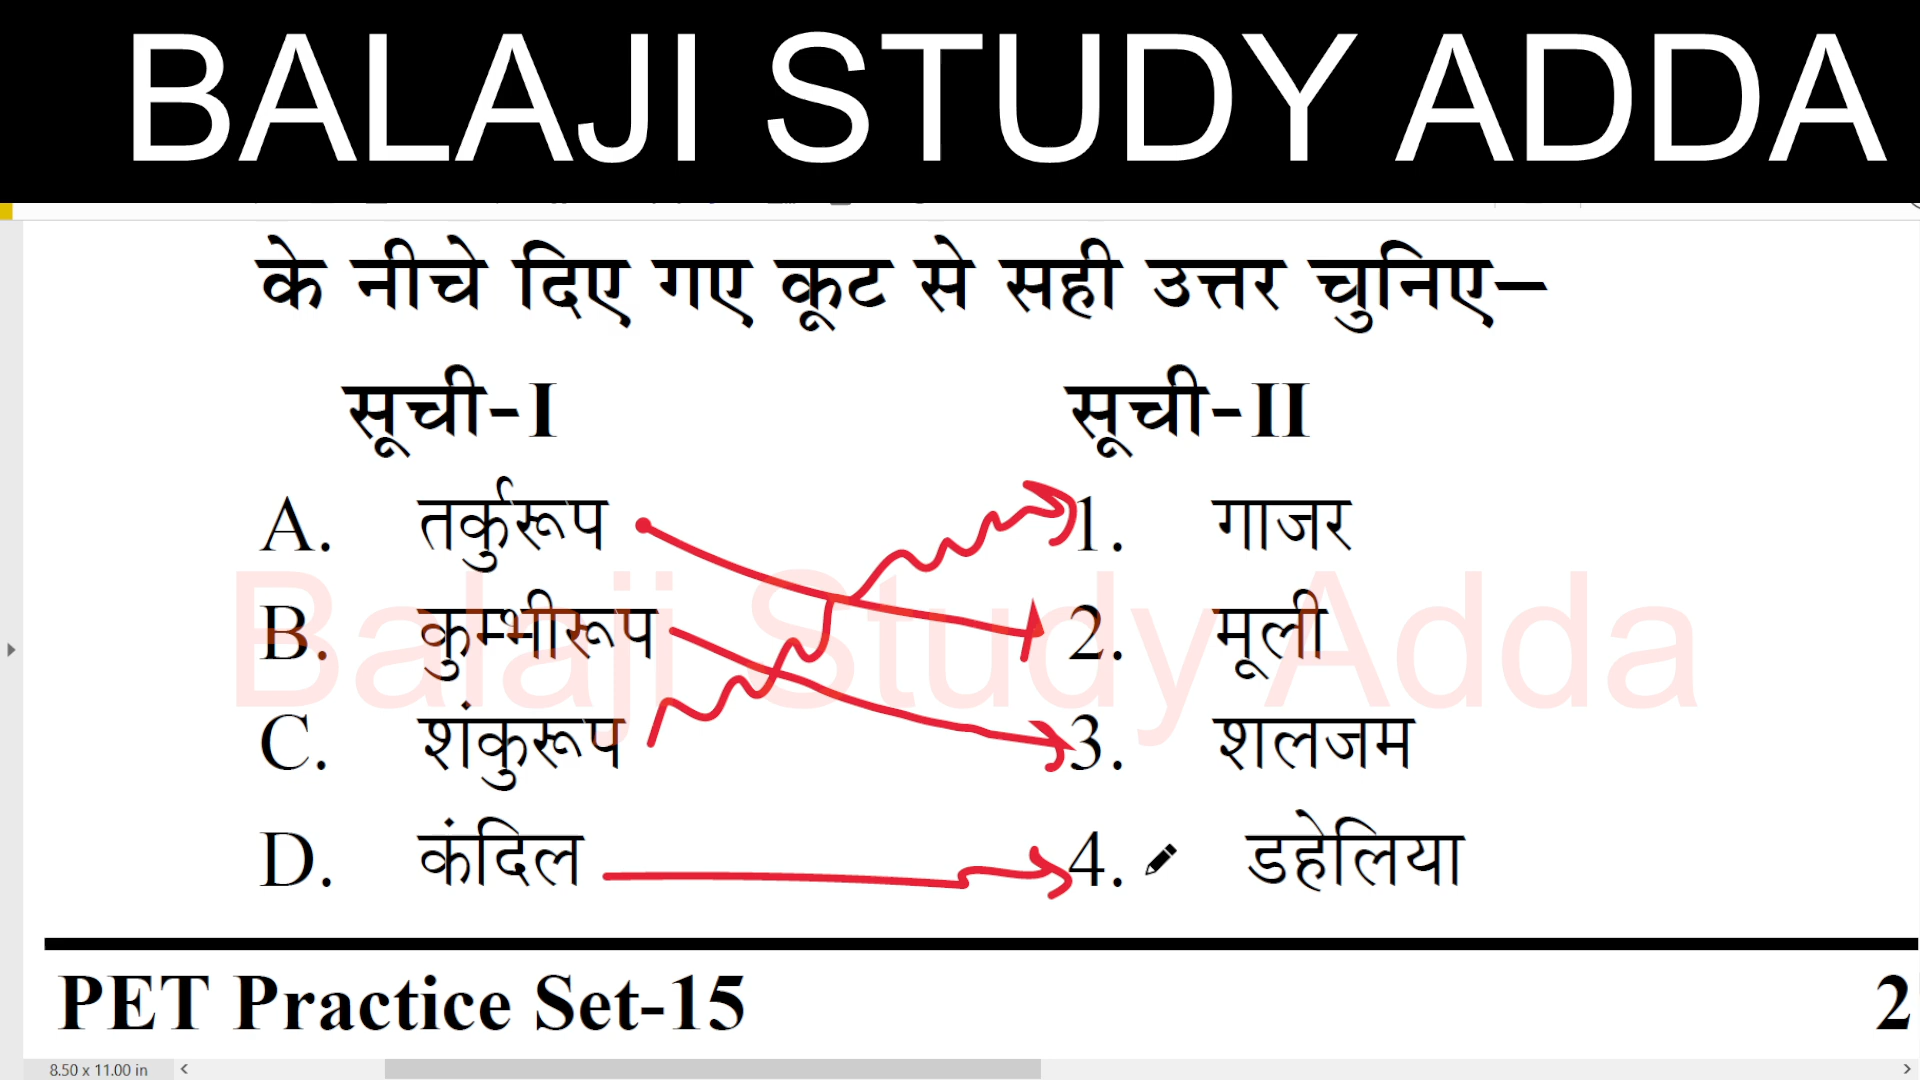 BALAJI STUDY ADDA
के नीचे दिए गए कूट से सही उत्तर चुनिए–
सूची-I सूची-II
A. तर्कुरूप 1. गाजर
B. कुम्भीरूप 2. मूली
C. शंकुरूप 3. शलजम
D. कंदिल 4. डहेलिया
Balaji Study Adda
PET Practice Set-15 2
8.50 x 11.00 in